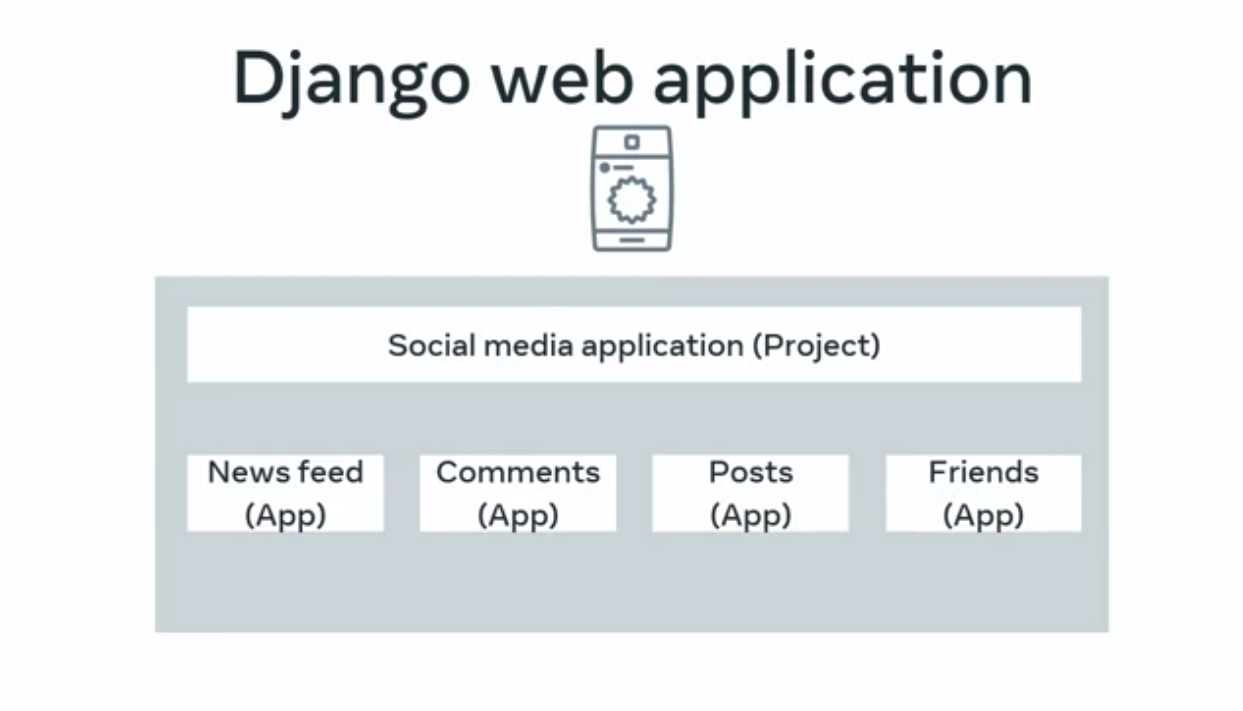 Django web application
Social media application (Project)
News feed
(App)
Comments
(App)
Posts
(App)
Friends
(App)